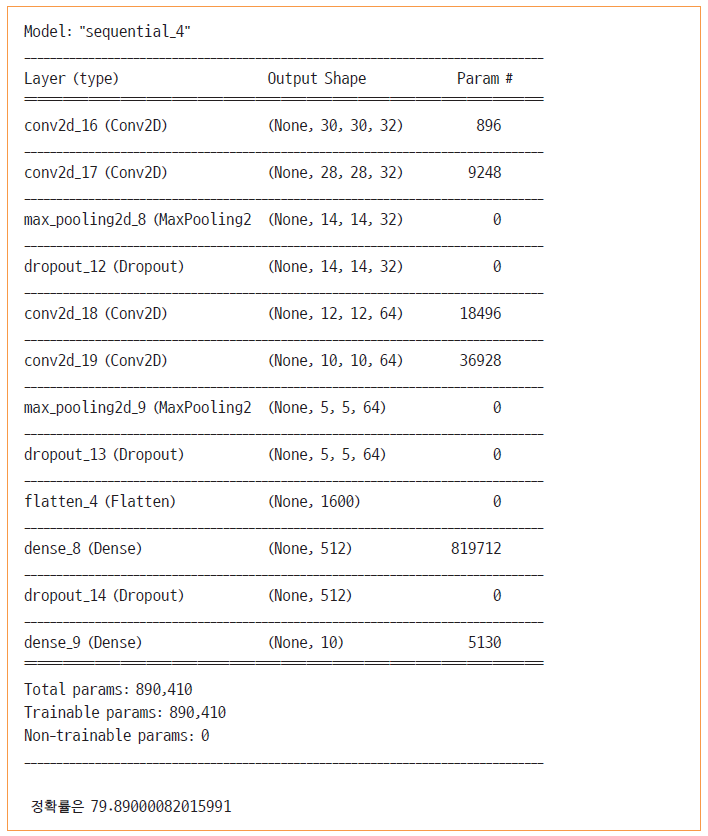 Model: "sequential_4"
_________________________________________________________________
Layer (type)                 Output Shape              Param #
=================================================================
conv2d_16 (Conv2D)           (None, 30, 30, 32)        896
_________________________________________________________________
conv2d_17 (Conv2D)           (None, 28, 28, 32)        9248
_________________________________________________________________
max_pooling2d_8 (MaxPooling2 (None, 14, 14, 32)        0
_________________________________________________________________
dropout_12 (Dropout)         (None, 14, 14, 32)        0
_________________________________________________________________
conv2d_18 (Conv2D)           (None, 12, 12, 64)        18496
_________________________________________________________________
conv2d_19 (Conv2D)           (None, 10, 10, 64)        36928
_________________________________________________________________
max_pooling2d_9 (MaxPooling2 (None, 5, 5, 64)          0
_________________________________________________________________
dropout_13 (Dropout)         (None, 5, 5, 64)          0
_________________________________________________________________
flatten_4 (Flatten)          (None, 1600)              0
_________________________________________________________________
dense_8 (Dense)              (None, 512)               819712
_________________________________________________________________
dropout_14 (Dropout)         (None, 512)               0
_________________________________________________________________
dense_9 (Dense)              (None, 10)                5130
=================================================================
Total params: 890,410
Trainable params: 890,410
Non-trainable params: 0
_________________________________________________________________
정확률은 79.89000082015991